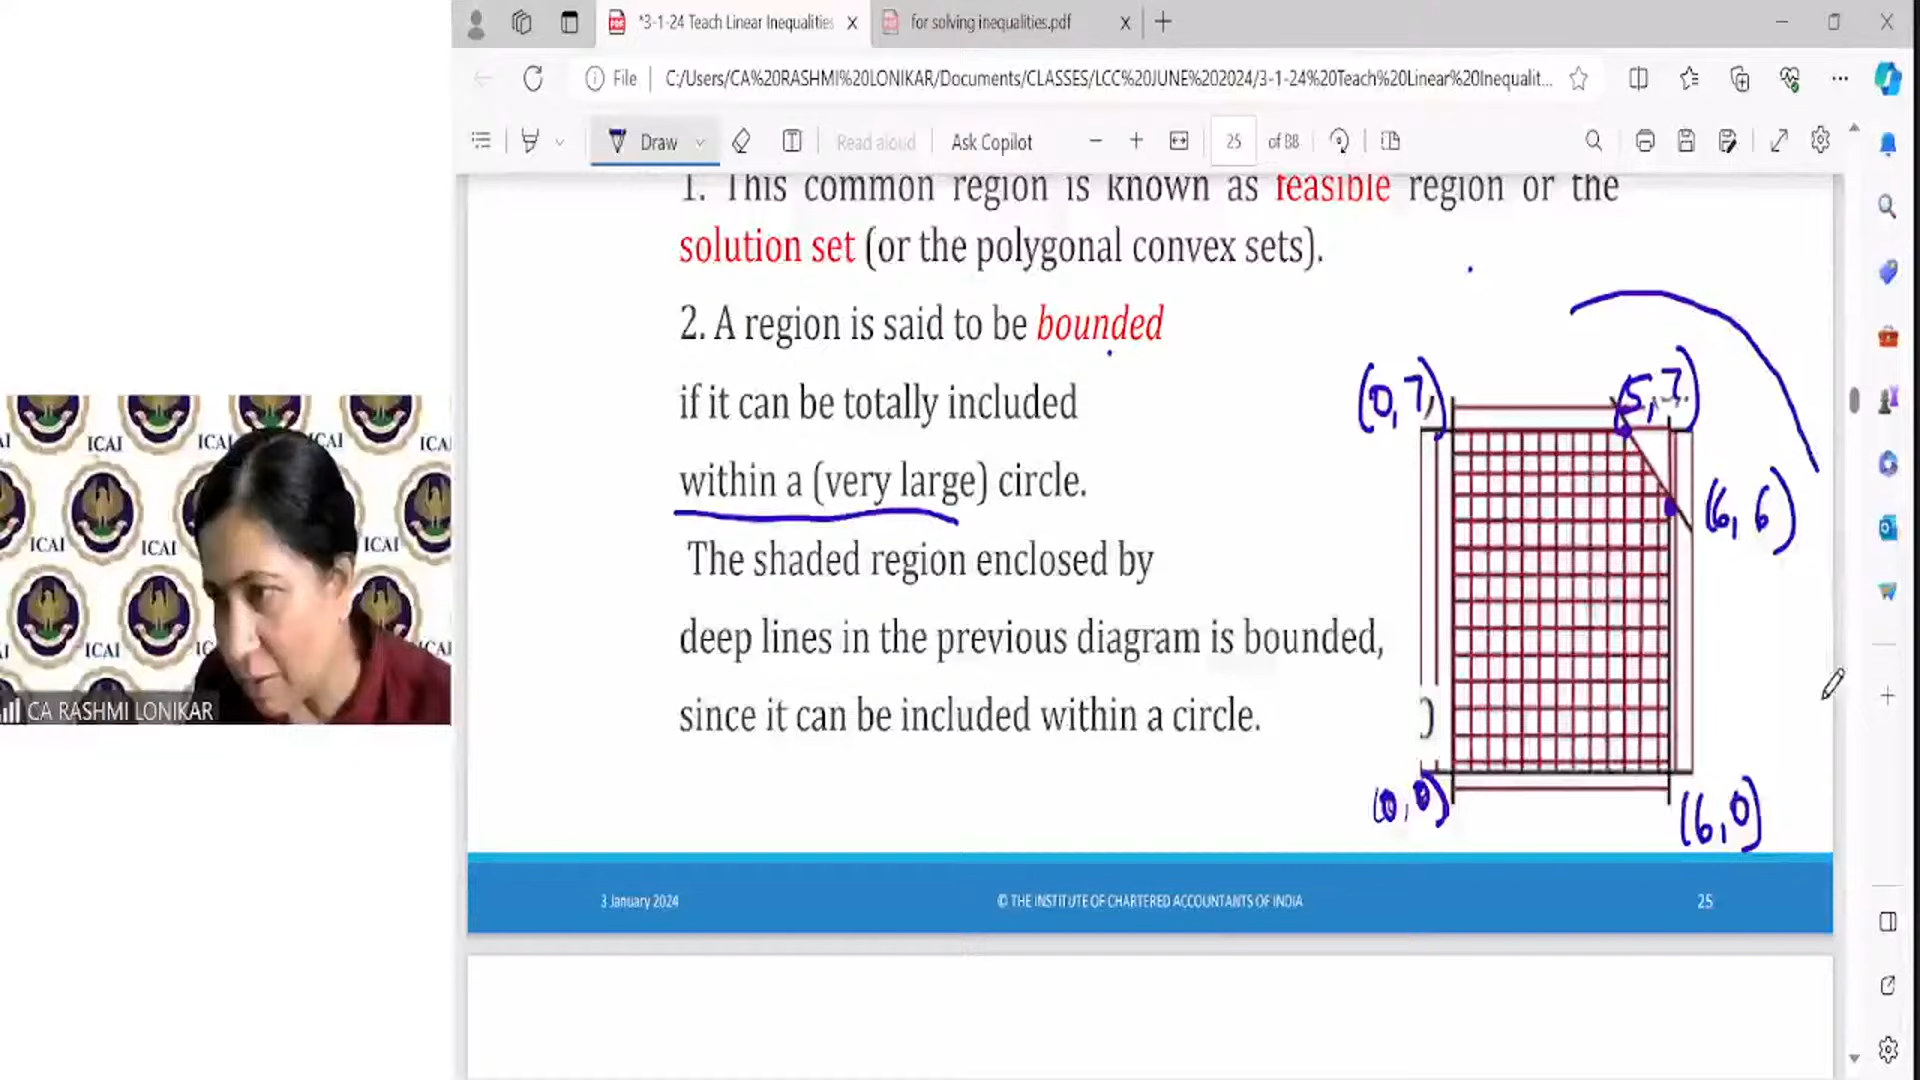 *3-1-24 Teach Linear Inequalities
for solving inequalities.pdf
File
C:/Users/CA%20RASHMI%20LONIKAR/Documents/CLASSES/LCC%20JUNE%202024/3-1-24%20Teach%20Linear%20Inequalit...
Draw
Read aloud
Ask Copilot
25
of 88
1. This common region is known as feasible region or the
solution set (or the polygonal convex sets).
2. A region is said to be bounded
if it can be totally included
within a (very large) circle.
The shaded region enclosed by
deep lines in the previous diagram is bounded,
since it can be included within a circle.
(0,7)
(5,7)
(6,6)
(0,0)
(6,0)
ICAI
ICAI
ICAI
ICAI
ICAI
ICAI
CA RASHMI LONIKAR
3 January 2024
© THE INSTITUTE OF CHARTERED ACCOUNTANTS OF INDIA
25